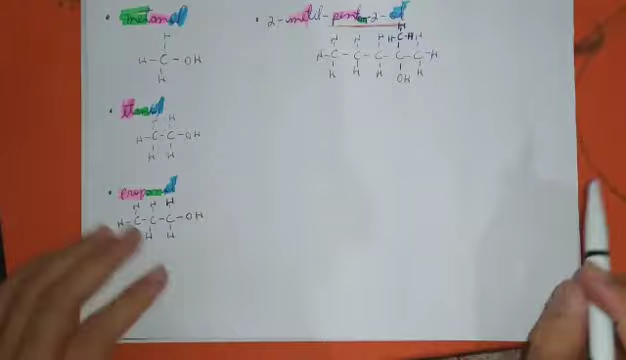 • metanol
H
H-C-OH
H
• Etanol
H H
H-C-C-OH
H H
• Propanol
H H H
H-C-C-C-OH
H H
• 2-metil-pentan-2-ol
H
H H H H-C-H H
H-C-C-C-C-C-H
H H H OH H